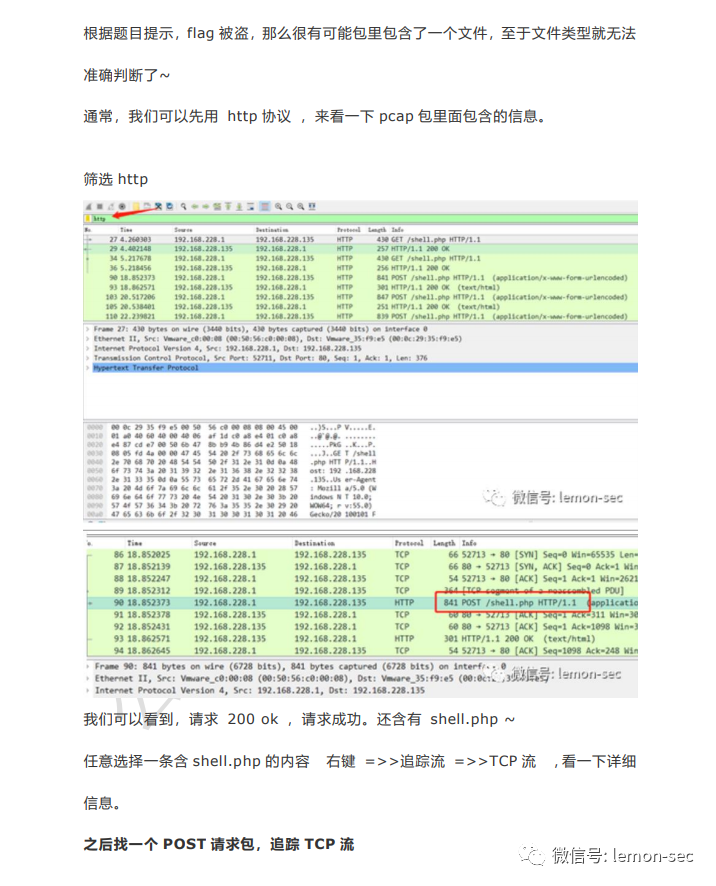 根据题目提示，flag 被盗，那么很有可能包里包含了一个文件，至于文件类型就无法
准确判断了~
通常，我们可以先用 http 协议 ，来看一下 pcap 包里面包含的信息。
筛选 http
http
No. Time Source Destination Protocol Length Info
27 4.260303 192.168.228.1 192.168.228.135 HTTP 430 GET /shell.php HTTP/1.1
29 4.402148 192.168.228.135 192.168.228.1 HTTP 257 HTTP/1.1 200 OK
34 5.217678 192.168.228.1 192.168.228.135 HTTP 430 GET /shell.php HTTP/1.1
36 5.218456 192.168.228.135 192.168.228.1 HTTP 256 HTTP/1.1 200 OK
90 18.852373 192.168.228.1 192.168.228.135 HTTP 841 POST /shell.php HTTP/1.1 (application/x-www-form-urlencoded)
93 18.862571 192.168.228.135 192.168.228.1 HTTP 301 HTTP/1.1 200 OK (text/html)
103 20.517206 192.168.228.1 192.168.228.135 HTTP 847 POST /shell.php HTTP/1.1 (application/x-www-form-urlencoded)
105 20.538401 192.168.228.135 192.168.228.1 HTTP 251 HTTP/1.1 200 OK (text/html)
110 22.239821 192.168.228.1 192.168.228.135 HTTP 839 POST /shell.php HTTP/1.1 (application/x-www-form-urlencoded)
Frame 27: 430 bytes on wire (3440 bits), 430 bytes captured (3440 bits) on interface 0
Ethernet II, Src: Vmware_c0:00:08 (00:50:56:c0:00:08), Dst: Vmware_35:f9:e5 (00:0c:29:35:f9:e5)
Internet Protocol Version 4, Src: 192.168.228.1, Dst: 192.168.228.135
Transmission Control Protocol, Src Port: 52711, Dst Port: 80, Seq: 1, Ack: 1, Len: 376
Hypertext Transfer Protocol
微信号: lemon-sec
Time Source Destination Protocol Length Info
86 18.852025 192.168.228.1 192.168.228.135 TCP 66 52713 → 80 [SYN] Seq=0 Win=65535 Len=
87 18.852139 192.168.228.135 192.168.228.1 TCP 66 80 → 52713 [SYN, ACK] Seq=0 Ack=1 W
88 18.852247 192.168.228.1 192.168.228.135 TCP 54 52713 → 80 [ACK] Seq=1 Ack=1 Win=2621
89 18.852312 192.168.228.1 192.168.228.135 TCP 364 [TCP segment of a reassembled PDU]
90 18.852373 192.168.228.1 192.168.228.135 HTTP 841 POST /shell.php HTTP/1.1 (applicatio
91 18.852378 192.168.228.135 192.168.228.1 TCP 60 80 → 52713 [ACK] Seq=1 Ack=311 Win=30
92 18.852431 192.168.228.135 192.168.228.1 TCP 60 80 → 52713 [ACK] Seq=1 Ack=1098 Win=3
93 18.862571 192.168.228.135 192.168.228.1 HTTP 301 HTTP/1.1 200 OK (text/html)
94 18.862645 192.168.228.1 192.168.228.135 TCP 54 52713 → 80 [ACK] Seq=1098 Ack=248 Win
Frame 90: 841 bytes on wire (6728 bits), 841 bytes captured (6728 bits) on interf 0
Ethernet II, Src: Vmware_c0:00:08 (00:50:56:c0:00:08), Dst: Vmware_35:f9:e5
Internet Protocol Version 4, Src: 192.168.228.1, Dst: 192.168.228.135
微信号: lemon-sec
我们可以看到，请求 200 ok ，请求成功。还含有 shell.php ~
任意选择一条含 shell.php 的内容 右键 =>>追踪流 =>>TCP 流 ，看一下详细
信息。
之后找一个 POST 请求包，追踪 TCP 流
微信号: lemon-sec